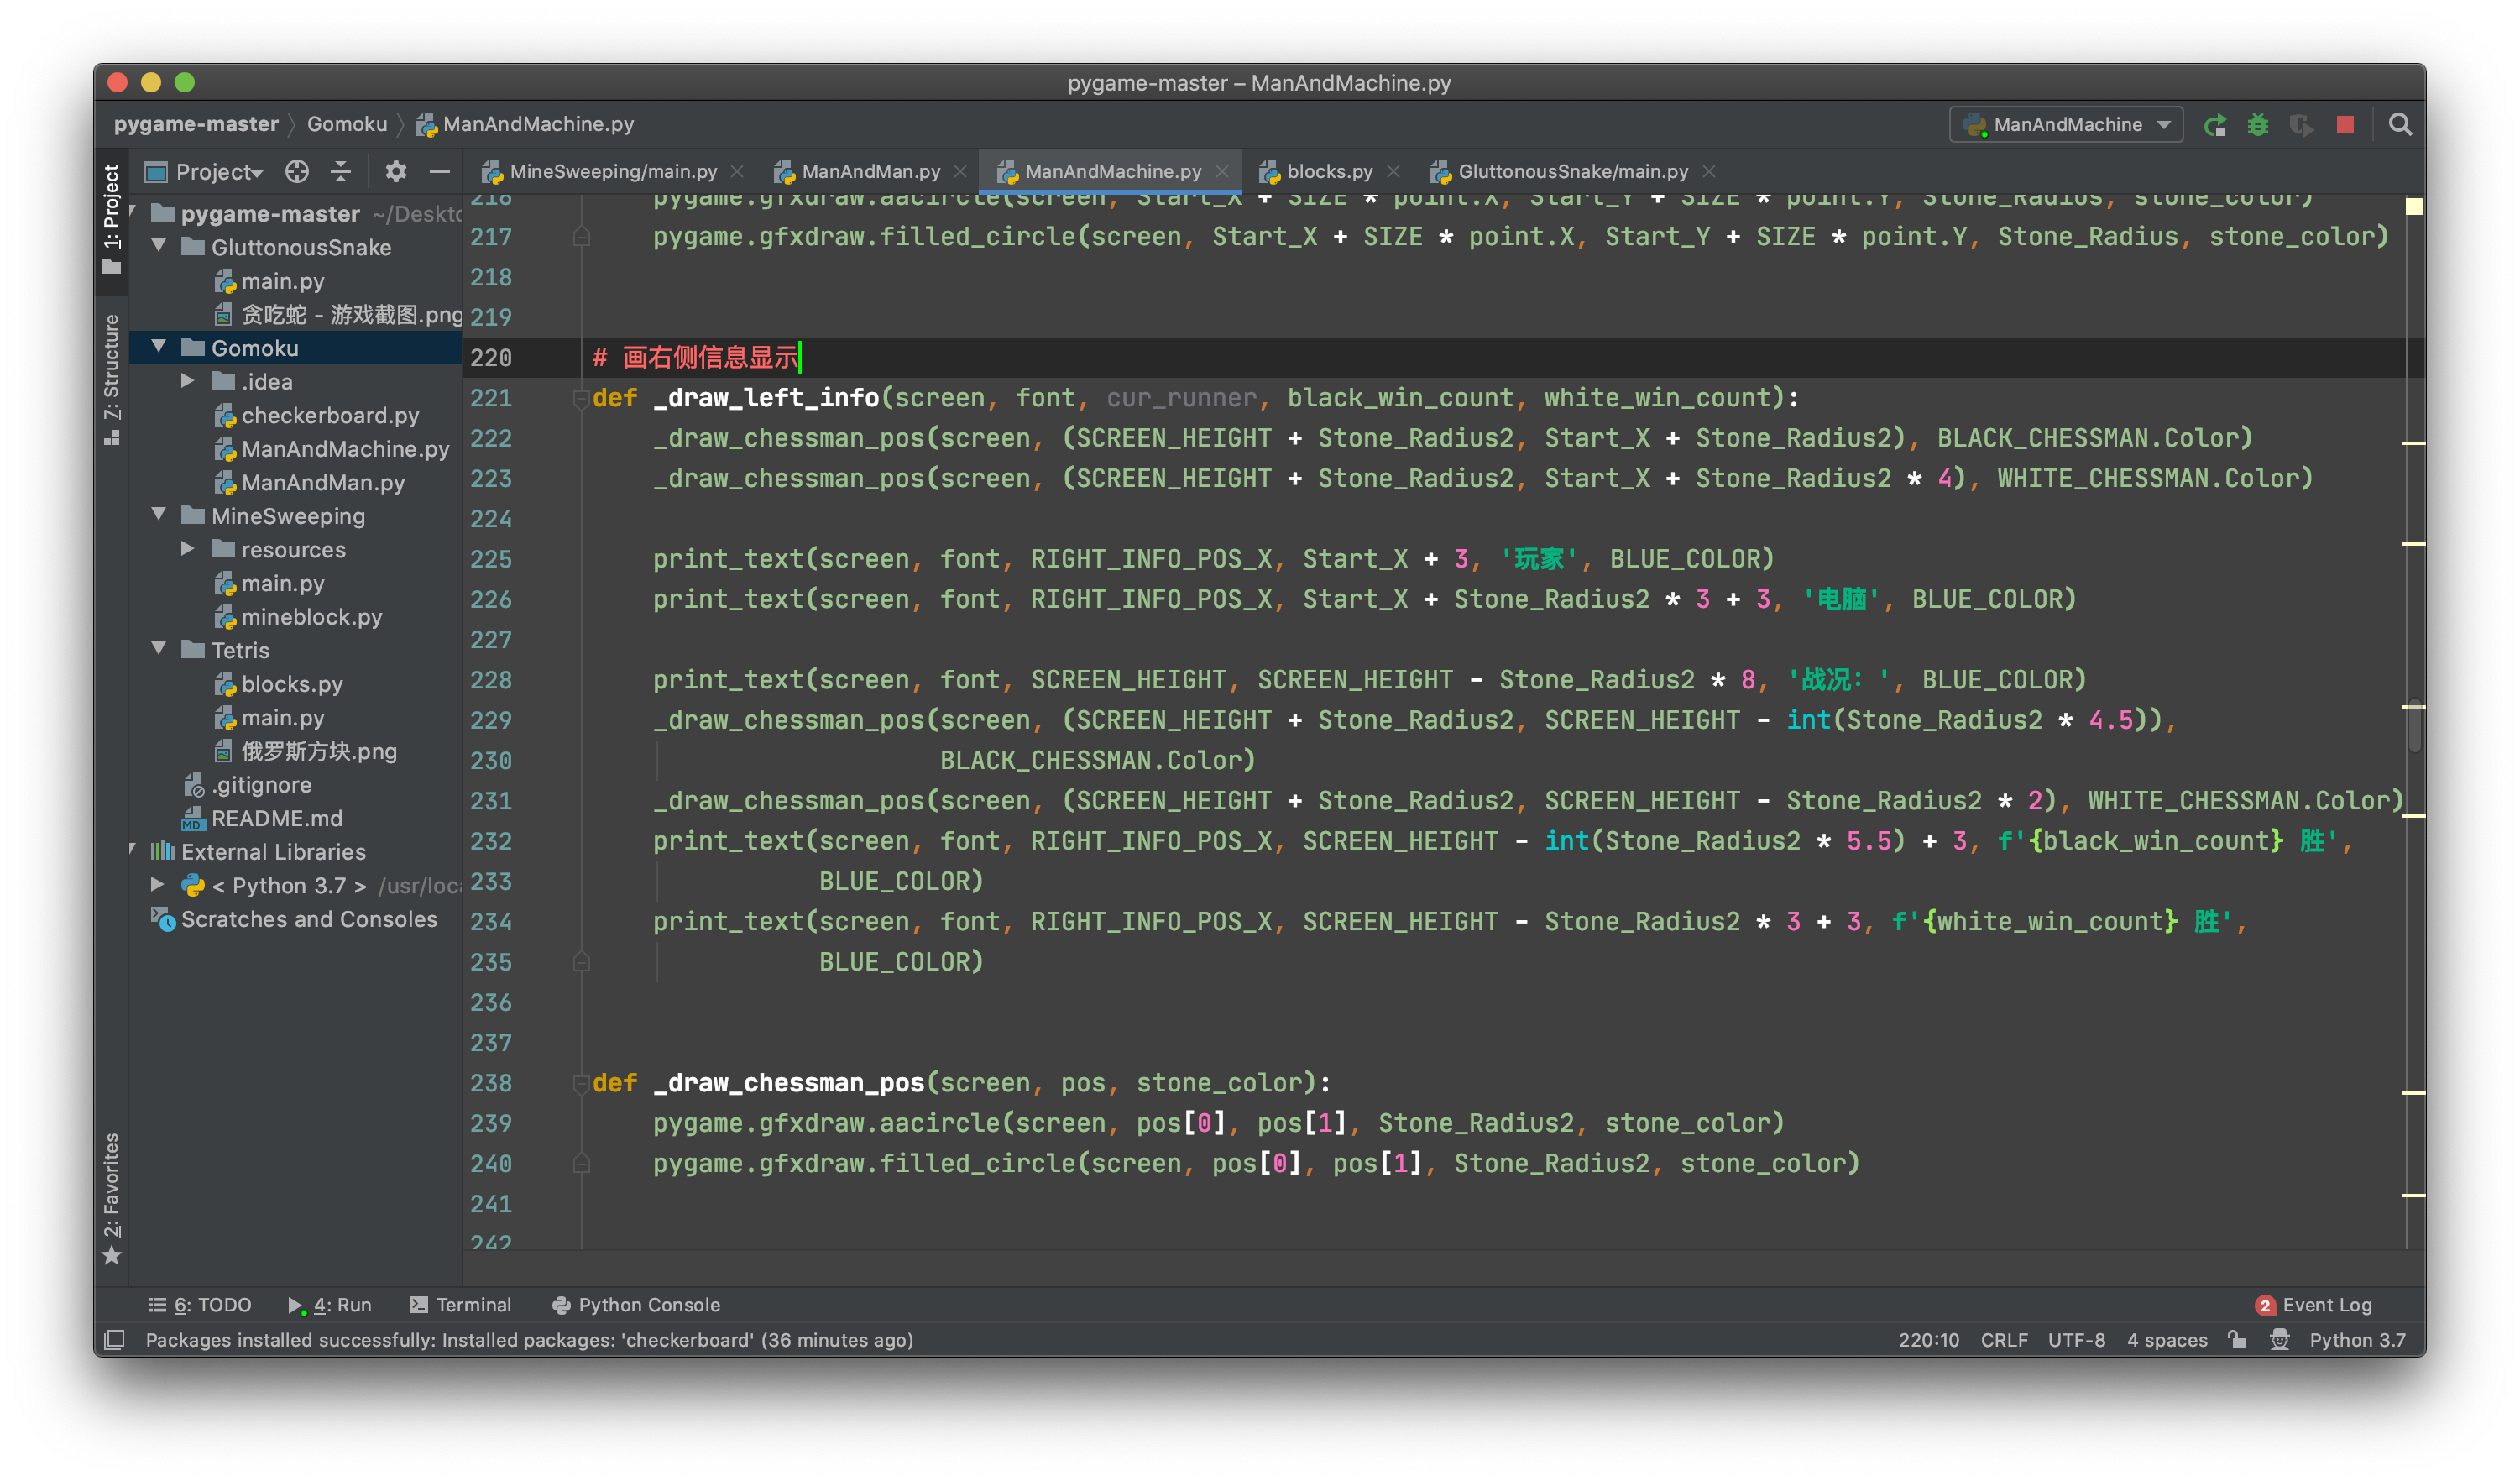 pygame-master – ManAndMachine.py
pygame-master Gomoku ManAndMachine.py
ManAndMachine
1: Project
Z: Structure
2: Favorites
Project
MineSweeping/main.py ManAndMan.py ManAndMachine.py blocks.py GluttonousSnake/main.py
pygame-master ~/Deskto
GluttonousSnake
main.py
贪吃蛇 - 游戏截图.png
Gomoku
.idea
checkerboard.py
ManAndMachine.py
ManAndMan.py
MineSweeping
resources
main.py
mineblock.py
Tetris
blocks.py
main.py
俄罗斯方块.png
.gitignore
README.md
External Libraries
< Python 3.7 > /usr/loc
Scratches and Consoles
216 pygame.gfxdraw.aacircle(screen, Start_X + SIZE * point.X, Start_Y + SIZE * point.Y, Stone_Radius, stone_color)
217 pygame.gfxdraw.filled_circle(screen, Start_X + SIZE * point.X, Start_Y + SIZE * point.Y, Stone_Radius, stone_color)
218
219
220 # 画右侧信息显示
221 def _draw_left_info(screen, font, cur_runner, black_win_count, white_win_count):
222 _draw_chessman_pos(screen, (SCREEN_HEIGHT + Stone_Radius2, Start_X + Stone_Radius2), BLACK_CHESSMAN.Color)
223 _draw_chessman_pos(screen, (SCREEN_HEIGHT + Stone_Radius2, Start_X + Stone_Radius2 * 4), WHITE_CHESSMAN.Color)
224
225 print_text(screen, font, RIGHT_INFO_POS_X, Start_X + 3, '玩家', BLUE_COLOR)
226 print_text(screen, font, RIGHT_INFO_POS_X, Start_X + Stone_Radius2 * 3 + 3, '电脑', BLUE_COLOR)
227
228 print_text(screen, font, SCREEN_HEIGHT, SCREEN_HEIGHT - Stone_Radius2 * 8, '战况：', BLUE_COLOR)
229 _draw_chessman_pos(screen, (SCREEN_HEIGHT + Stone_Radius2, SCREEN_HEIGHT - int(Stone_Radius2 * 4.5)),
230 BLACK_CHESSMAN.Color)
231 _draw_chessman_pos(screen, (SCREEN_HEIGHT + Stone_Radius2, SCREEN_HEIGHT - Stone_Radius2 * 2), WHITE_CHESSMAN.Color)
232 print_text(screen, font, RIGHT_INFO_POS_X, SCREEN_HEIGHT - int(Stone_Radius2 * 5.5) + 3, f'{black_win_count} 胜',
233 BLUE_COLOR)
234 print_text(screen, font, RIGHT_INFO_POS_X, SCREEN_HEIGHT - Stone_Radius2 * 3 + 3, f'{white_win_count} 胜',
235 BLUE_COLOR)
236
237
238 def _draw_chessman_pos(screen, pos, stone_color):
239 pygame.gfxdraw.aacircle(screen, pos[0], pos[1], Stone_Radius2, stone_color)
240 pygame.gfxdraw.filled_circle(screen, pos[0], pos[1], Stone_Radius2, stone_color)
241
242
6: TODO 4: Run Terminal Python Console 2 Event Log
Packages installed successfully: Installed packages: 'checkerboard' (36 minutes ago) 220:10 CRLF UTF-8 4 spaces Python 3.7